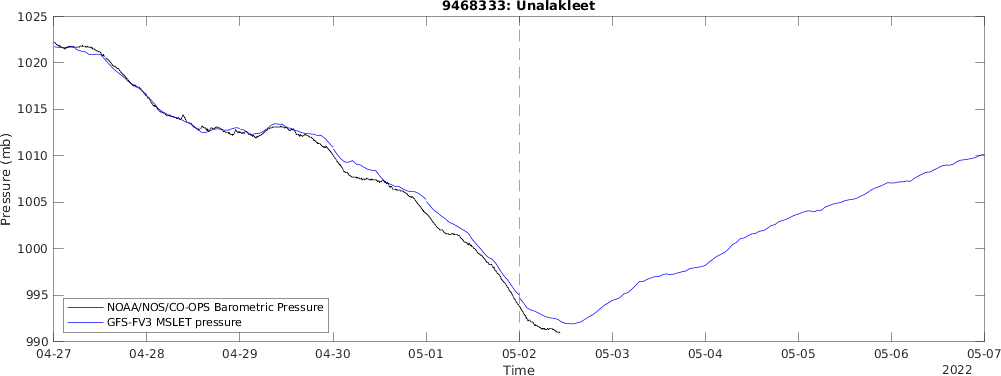 9468333: Unalakleet
1025
1020
1015
1010
1005
1000
995
990
Pressure (mb)
NOAA/NOS/CO-OPS Barometric Pressure
GFS-FV3 MSLET pressure
04-27 04-28 04-29 04-30 05-01 05-02 05-03 05-04 05-05 05-06 05-07
Time
2022